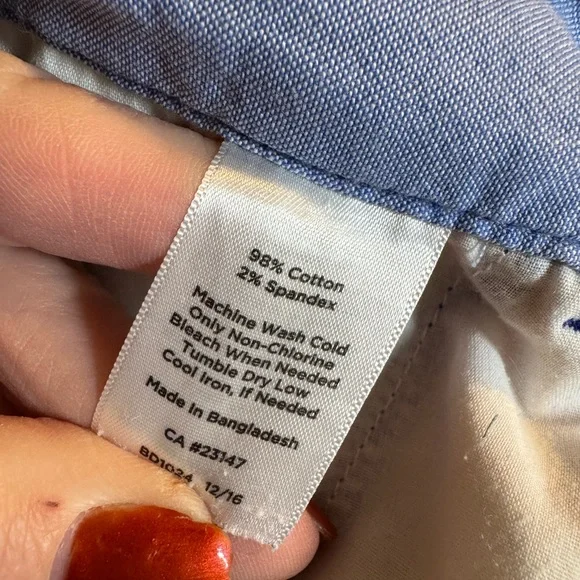 98% Cotton
2% Spandex
Machine Wash Cold
Only Non-Chlorine
Bleach When Needed
Tumble Dry Low
Cool Iron, If Needed
Made in Bangladesh
CA #23147
BD1024 12/16